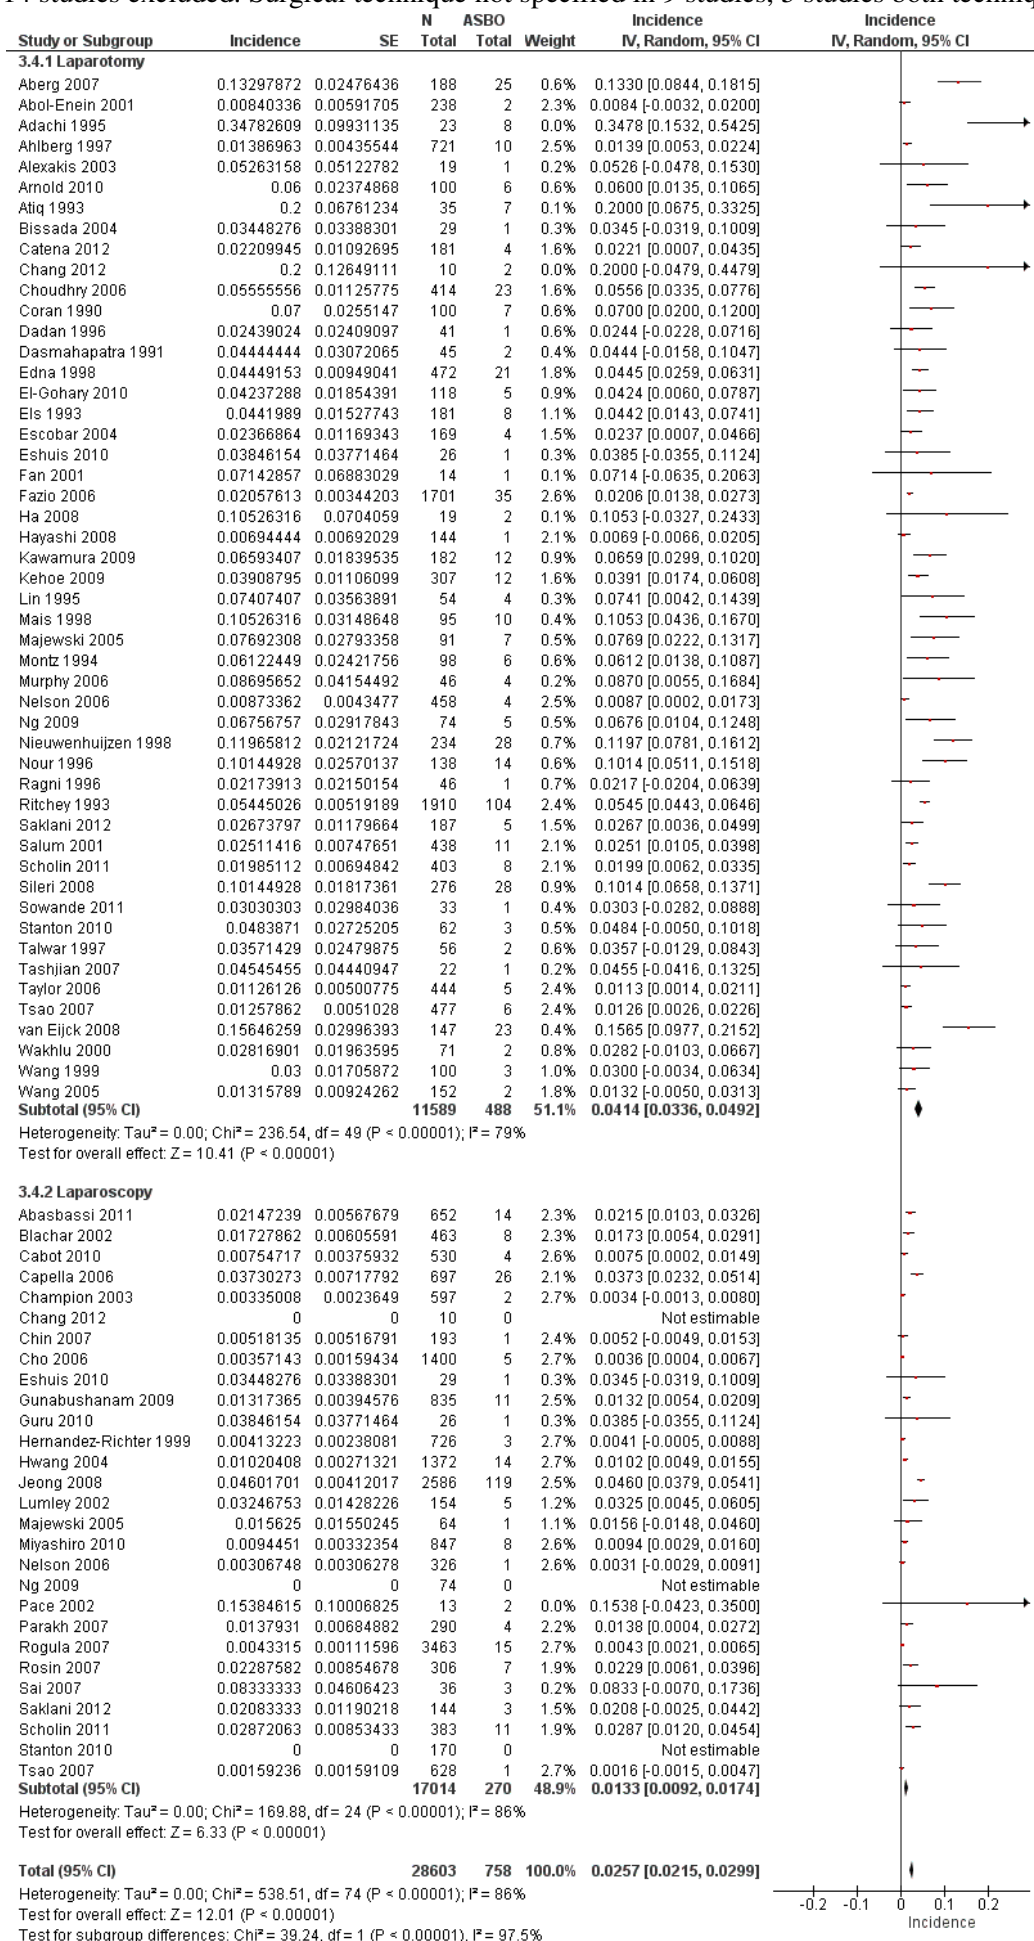 14 studies excluded. Surgical technique not specified in 9 studies, 5 studies both techniqu
N ASBO Incidence Incidence
Study or Subgroup Incidence SE Total Total Weight IV, Random, 95% CI IV, Random, 95% CI
3.4.1 Laparotomy
Aberg 2007 0.13297872 0.02476436 188 25 0.6% 0.1330 [0.0844, 0.1815]
Abol-Enein 2001 0.00840336 0.00591705 238 2 2.3% 0.0084 [-0.0032, 0.0200]
Adachi 1995 0.34782609 0.09931135 23 8 0.0% 0.3478 [0.1532, 0.5425]
Ahlberg 1997 0.01386963 0.00435544 721 10 2.5% 0.0139 [0.0053, 0.0224]
Alexakis 2003 0.05263158 0.05122782 19 1 0.2% 0.0526 [-0.0478, 0.1530]
Arnold 2010 0.06 0.02374868 100 6 0.6% 0.0600 [0.0135, 0.1065]
Atiq 1993 0.2 0.06761234 35 7 0.1% 0.2000 [0.0675, 0.3325]
Bissada 2004 0.03448276 0.03388301 29 1 0.3% 0.0345 [-0.0319, 0.1009]
Catena 2012 0.02209945 0.01092695 181 4 1.6% 0.0221 [0.0007, 0.0435]
Chang 2012 0.2 0.12649111 10 2 0.0% 0.2000 [-0.0479, 0.4479]
Choudhry 2006 0.05555556 0.01125775 414 23 1.6% 0.0556 [0.0335, 0.0776]
Coran 1990 0.07 0.0255147 100 7 0.6% 0.0700 [0.0200, 0.1200]
Dadan 1996 0.02439024 0.02409097 41 1 0.6% 0.0244 [-0.0228, 0.0716]
Dasmahapatra 1991 0.04444444 0.03072065 45 2 0.4% 0.0444 [-0.0158, 0.1047]
Edna 1998 0.04449153 0.00949041 472 21 1.8% 0.0445 [0.0259, 0.0631]
El-Gohary 2010 0.04237288 0.01854391 118 5 0.9% 0.0424 [0.0060, 0.0787]
Els 1993 0.0441989 0.01527743 181 8 1.1% 0.0442 [0.0143, 0.0741]
Escobar 2004 0.02366864 0.01169343 169 4 1.5% 0.0237 [0.0007, 0.0466]
Eshuis 2010 0.03846154 0.03771464 26 1 0.3% 0.0385 [-0.0355, 0.1124]
Fan 2001 0.07142857 0.06883029 14 1 0.1% 0.0714 [-0.0635, 0.2063]
Fazio 2006 0.02057613 0.00344203 1701 35 2.6% 0.0206 [0.0138, 0.0273]
Ha 2008 0.10526316 0.0704059 19 2 0.1% 0.1053 [-0.0327, 0.2433]
Hayashi 2008 0.00694444 0.00692029 144 1 2.1% 0.0069 [-0.0066, 0.0205]
Kawamura 2009 0.06593407 0.01839535 182 12 0.9% 0.0659 [0.0299, 0.1020]
Kehoe 2009 0.03908795 0.01106099 307 12 1.6% 0.0391 [0.0174, 0.0608]
Lin 1995 0.07407407 0.03563891 54 4 0.3% 0.0741 [0.0042, 0.1439]
Mais 1998 0.10526316 0.03148648 95 10 0.4% 0.1053 [0.0436, 0.1670]
Majewski 2005 0.07692308 0.02793358 91 7 0.5% 0.0769 [0.0222, 0.1317]
Montz 1994 0.06122449 0.02421756 98 6 0.6% 0.0612 [0.0138, 0.1087]
Murphy 2006 0.08695652 0.04154492 46 4 0.2% 0.0870 [0.0055, 0.1684]
Nelson 2006 0.00873362 0.0043477 458 4 2.5% 0.0087 [0.0002, 0.0173]
Ng 2009 0.06756757 0.02917843 74 5 0.5% 0.0676 [0.0104, 0.1248]
Nieuwenhuijzen 1998 0.11965812 0.02121724 234 28 0.7% 0.1197 [0.0781, 0.1612]
Nour 1996 0.10144928 0.02570137 138 14 0.5% 0.1014 [0.0511, 0.1518]
Ragni 1996 0.02173913 0.02150154 46 1 0.7% 0.0217 [-0.0204, 0.0639]
Ritchey 1993 0.05445026 0.00519189 1910 104 2.4% 0.0545 [0.0443, 0.0646]
Saklani 2012 0.02673797 0.01179664 187 5 1.5% 0.0267 [0.0036, 0.0499]
Salum 2001 0.02511416 0.00747651 438 11 2.1% 0.0251 [0.0105, 0.0398]
Scholin 2011 0.01985112 0.00694842 403 8 2.1% 0.0199 [0.0062, 0.0335]
Sileri 2008 0.10144928 0.01817361 276 28 0.9% 0.1014 [0.0658, 0.1371]
Sowande 2011 0.03030303 0.02984036 33 1 0.4% 0.0303 [-0.0282, 0.0888]
Stanton 2010 0.0483871 0.02725205 62 3 0.5% 0.0484 [-0.0050, 0.1018]
Talwar 1997 0.03571429 0.02479875 56 2 0.6% 0.0357 [-0.0129, 0.0843]
Tashjian 2007 0.04545455 0.04440947 22 1 0.2% 0.0455 [-0.0416, 0.1325]
Taylor 2006 0.01126126 0.00500775 444 5 2.4% 0.0113 [0.0014, 0.0211]
Tsao 2007 0.01257862 0.0051028 477 6 2.4% 0.0126 [0.0026, 0.0226]
van Eijck 2008 0.15646259 0.02996393 147 23 0.4% 0.1565 [0.0977, 0.2152]
Wakhlu 2000 0.02816901 0.01963595 71 2 0.8% 0.0282 [-0.0103, 0.0667]
Wang 1999 0.03 0.01705872 100 3 1.0% 0.0300 [-0.0034, 0.0634]
Wang 2005 0.01315789 0.00924262 152 2 1.8% 0.0132 [-0.0050, 0.0313]
Subtotal (95% CI) 11589 488 51.1% 0.0414 [0.0336, 0.0492]
Heterogeneity: Tau² = 0.00; Chi² = 236.54, df = 49 (P < 0.00001); I² = 79%
Test for overall effect: Z = 10.41 (P < 0.00001)
3.4.2 Laparoscopy
Abasbassi 2011 0.02147239 0.00567679 652 14 2.3% 0.0215 [0.0103, 0.0326]
Blachar 2002 0.01727862 0.00605591 463 8 2.3% 0.0173 [0.0054, 0.0291]
Cabot 2010 0.00754717 0.00375932 530 4 2.6% 0.0075 [0.0002, 0.0149]
Capella 2006 0.03730273 0.00717792 697 26 2.1% 0.0373 [0.0232, 0.0514]
Champion 2003 0.00335008 0.0023649 597 2 2.7% 0.0034 [-0.0013, 0.0080]
Chang 2012 0 0 10 0 Not estimable
Chin 2007 0.00518135 0.00516791 193 1 2.4% 0.0052 [-0.0049, 0.0153]
Cho 2006 0.00357143 0.00159434 1400 5 2.7% 0.0036 [0.0004, 0.0067]
Eshuis 2010 0.03448276 0.03388301 29 1 0.3% 0.0345 [-0.0319, 0.1009]
Gunabushanam 2009 0.01317365 0.00394576 835 11 2.5% 0.0132 [0.0054, 0.0209]
Guru 2010 0.03846154 0.03771464 26 1 0.3% 0.0385 [-0.0355, 0.1124]
Hernandez-Richter 1999 0.00413223 0.00238081 726 3 2.7% 0.0041 [-0.0005, 0.0088]
Hwang 2004 0.01020408 0.00271321 1372 14 2.7% 0.0102 [0.0049, 0.0155]
Jeong 2008 0.04601701 0.00412017 2586 119 2.5% 0.0460 [0.0379, 0.0541]
Lumley 2002 0.03246753 0.01428226 154 5 1.2% 0.0325 [0.0045, 0.0605]
Majewski 2005 0.015625 0.01550245 64 1 1.1% 0.0156 [-0.0148, 0.0460]
Miyashiro 2010 0.0094451 0.00332354 847 8 2.6% 0.0094 [0.0029, 0.0160]
Nelson 2006 0.00306748 0.00306278 326 1 2.6% 0.0031 [-0.0029, 0.0091]
Ng 2009 0 0 74 0 Not estimable
Pace 2002 0.15384615 0.10006825 13 2 0.0% 0.1538 [-0.0423, 0.3500]
Parakh 2007 0.0137931 0.00684882 290 4 2.2% 0.0138 [0.0004, 0.0272]
Rogula 2007 0.0043315 0.00111596 3463 15 2.7% 0.0043 [0.0021, 0.0065]
Rosin 2007 0.02287582 0.00854678 306 7 1.9% 0.0229 [0.0061, 0.0396]
Sai 2007 0.08333333 0.04606423 36 3 0.2% 0.0833 [-0.0070, 0.1736]
Saklani 2012 0.02083333 0.01190218 144 3 1.5% 0.0208 [-0.0025, 0.0442]
Scholin 2011 0.02872063 0.00853433 383 11 1.9% 0.0287 [0.0120, 0.0454]
Stanton 2010 0 0 170 0 Not estimable
Tsao 2007 0.00159236 0.00159109 628 1 2.7% 0.0016 [-0.0015, 0.0047]
Subtotal (95% CI) 17014 270 48.9% 0.0133 [0.0092, 0.0174]
Heterogeneity: Tau² = 0.00; Chi² = 169.88, df = 24 (P < 0.00001); I² = 86%
Test for overall effect: Z = 6.33 (P < 0.00001)
Total (95% CI) 28603 758 100.0% 0.0257 [0.0215, 0.0299]
Heterogeneity: Tau² = 0.00; Chi² = 538.51, df = 74 (P < 0.00001); I² = 86%
Test for overall effect: Z = 12.01 (P < 0.00001)
Test for subgroup differences: Chi² = 39.24, df = 1 (P < 0.00001), I² = 97.5%
-0.2 -0.1 0 0.1 0.2
Incidence